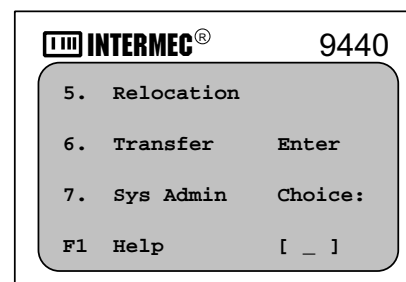 INTERMEC® 9440
5. Relocation
6. Transfer Enter
7. Sys Admin Choice:
F1 Help [ _ ]